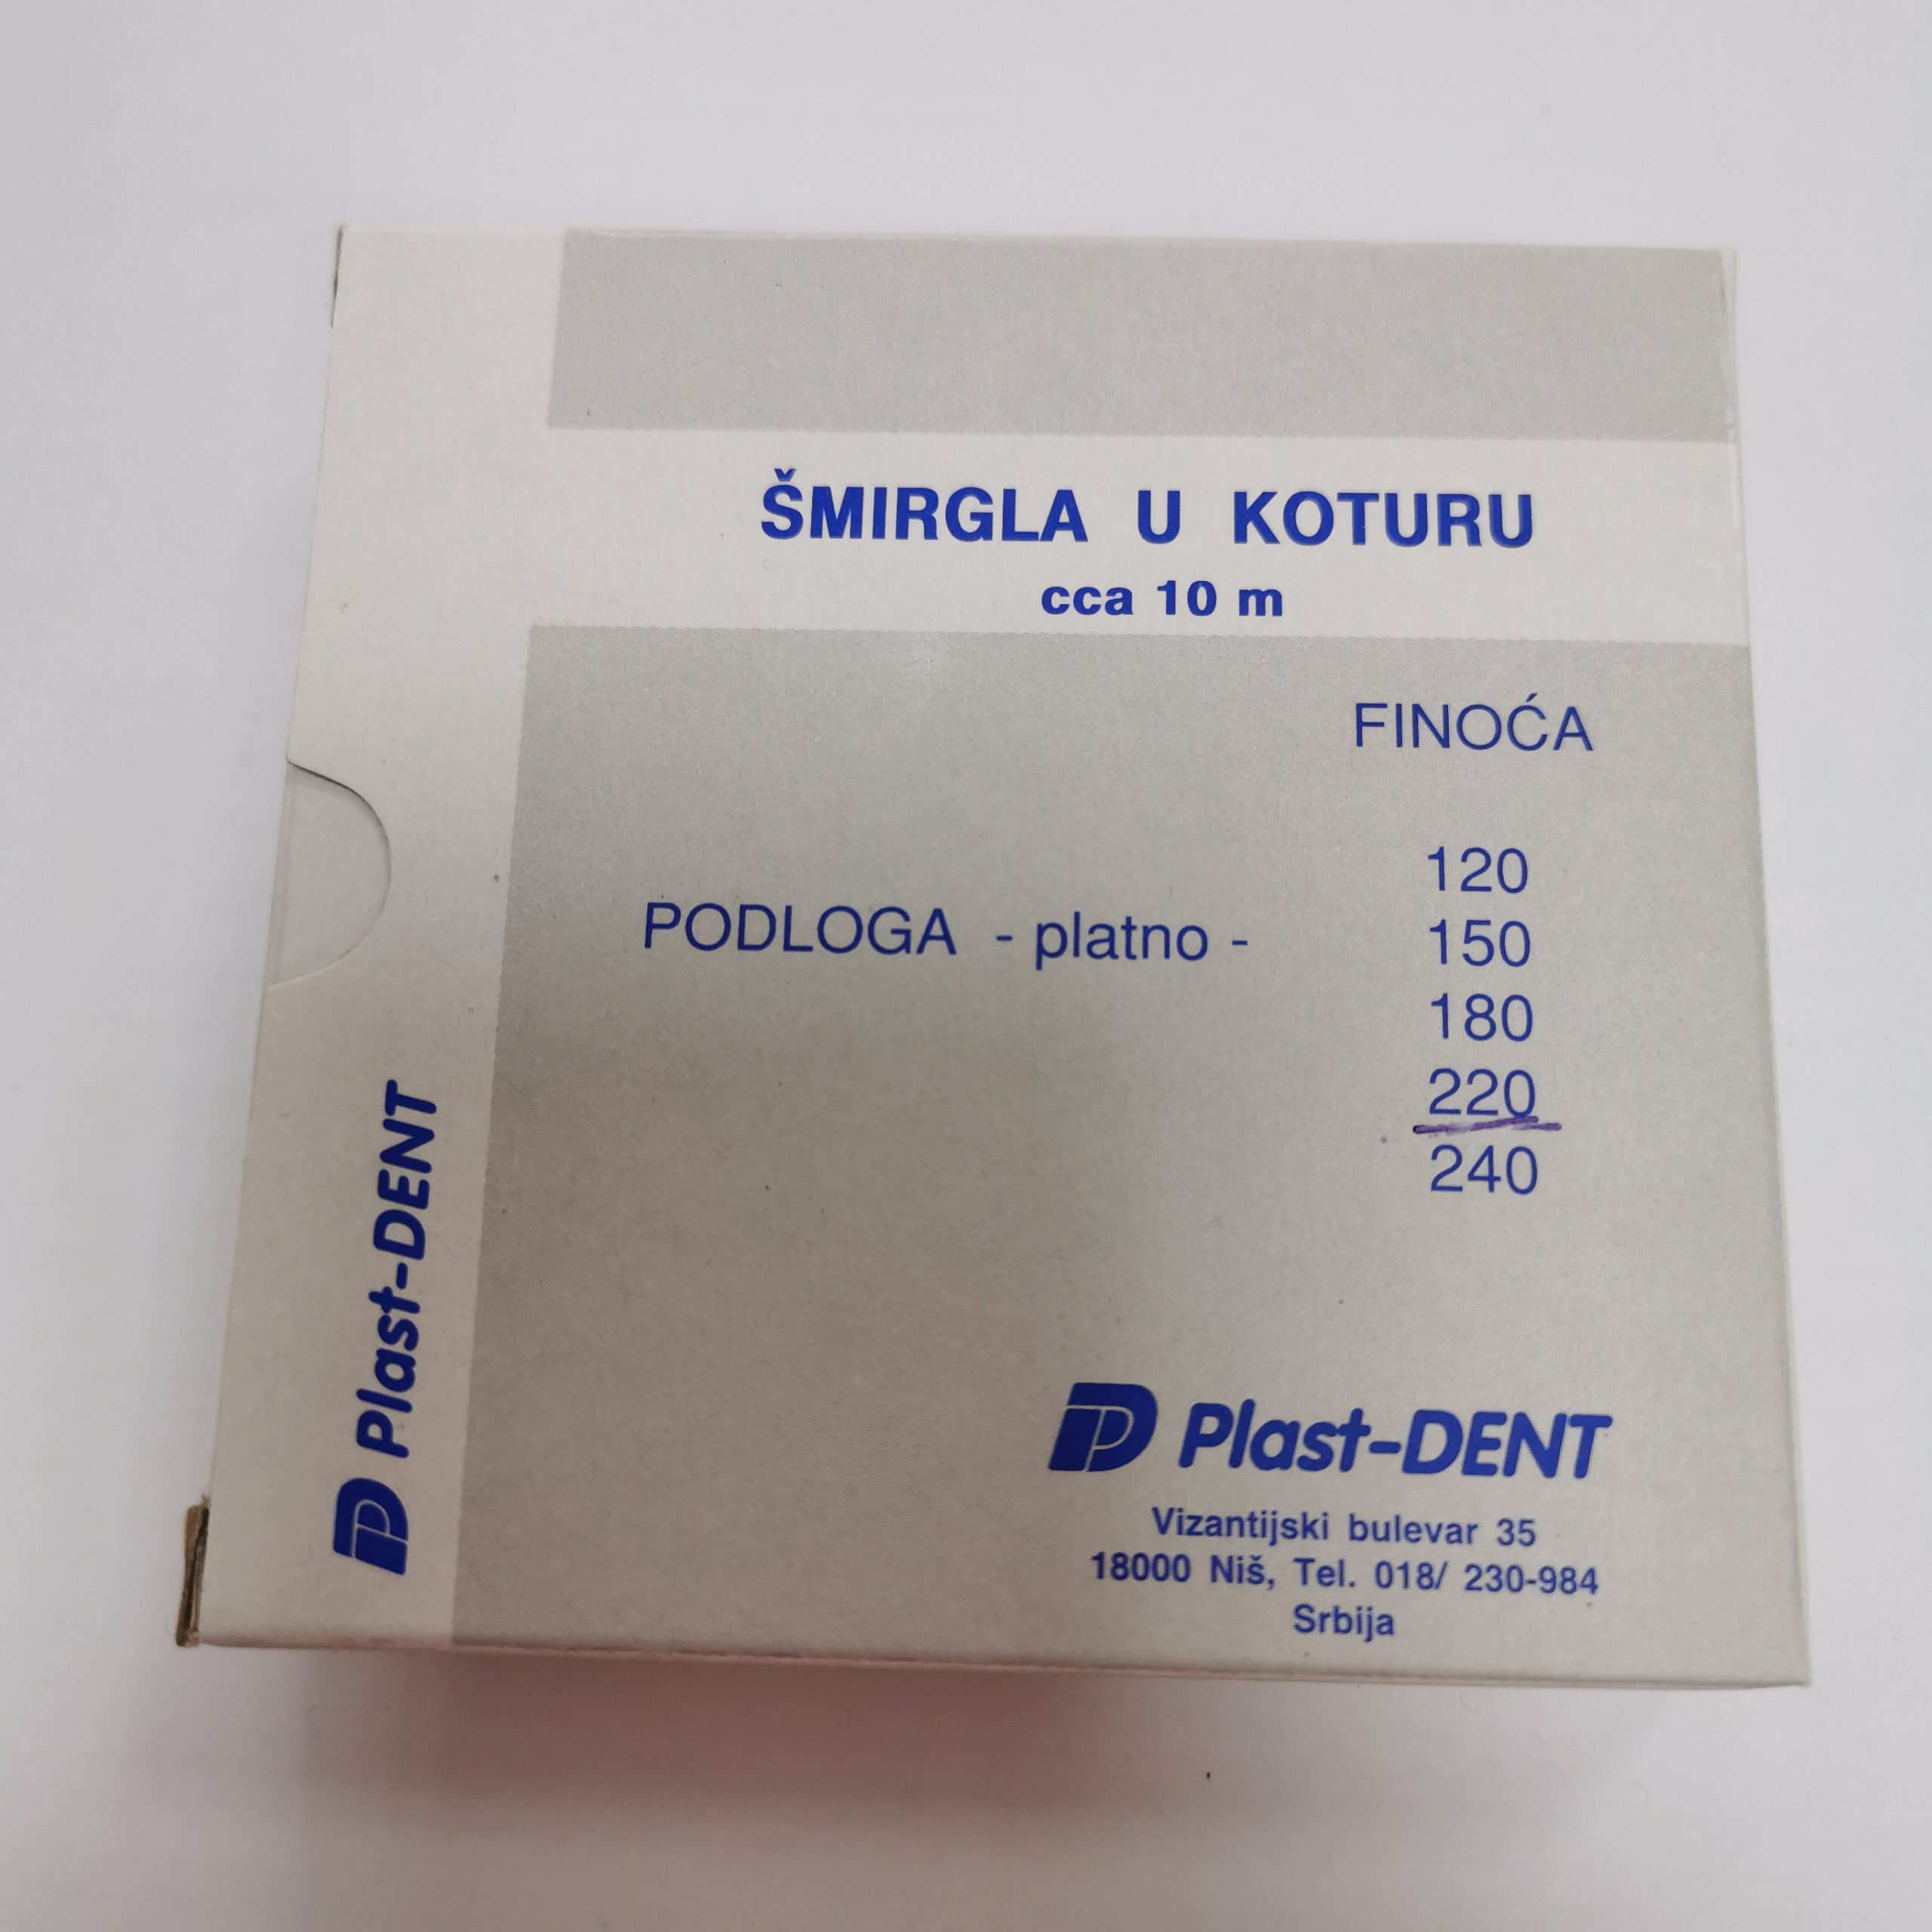 ŠMIRGLA U KOTURU
cca 10 m
FINOĆA
PODLOGA - platno -
120
150
180
220
240
Plast-DENT
Plast-DENT
Vizantijski bulevar 35
18000 Niš, Tel. 018/ 230-984
Srbija